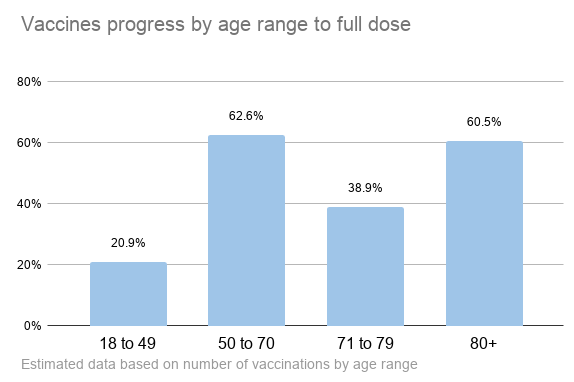 Vaccines progress by age range to full dose
80%
60%
40%
20%
0%
20.9%
62.6%
38.9%
60.5%
18 to 49
50 to 70
71 to 79
80+
Estimated data based on number of vaccinations by age range